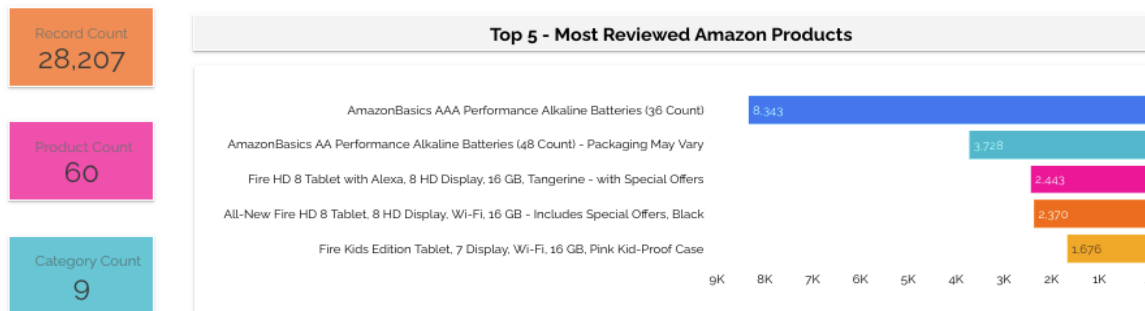 Record Count
28,207
Product Count
60
Category Count
9
Top 5 - Most Reviewed Amazon Products
AmazonBasics AAA Performance Alkaline Batteries (36 Count)
8,343
AmazonBasics AA Performance Alkaline Batteries (48 Count) - Packaging May Vary
3,728
Fire HD 8 Tablet with Alexa, 8 HD Display, 16 GB, Tangerine - with Special Offers
2,443
All-New Fire HD 8 Tablet, 8 HD Display, Wi-Fi, 16 GB - Includes Special Offers, Black
2,370
Fire Kids Edition Tablet, 7 Display, Wi-Fi, 16 GB, Pink Kid-Proof Case
1,676
9K 8K 7K 6K 5K 4K 3K 2K 1K